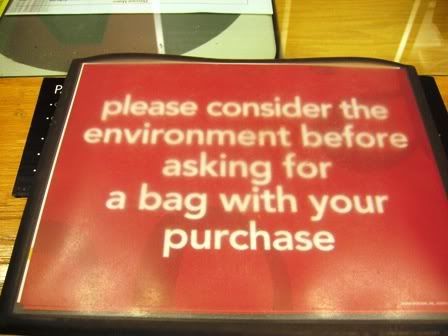 please consider the
environment before
asking for
a bag with your
purchase